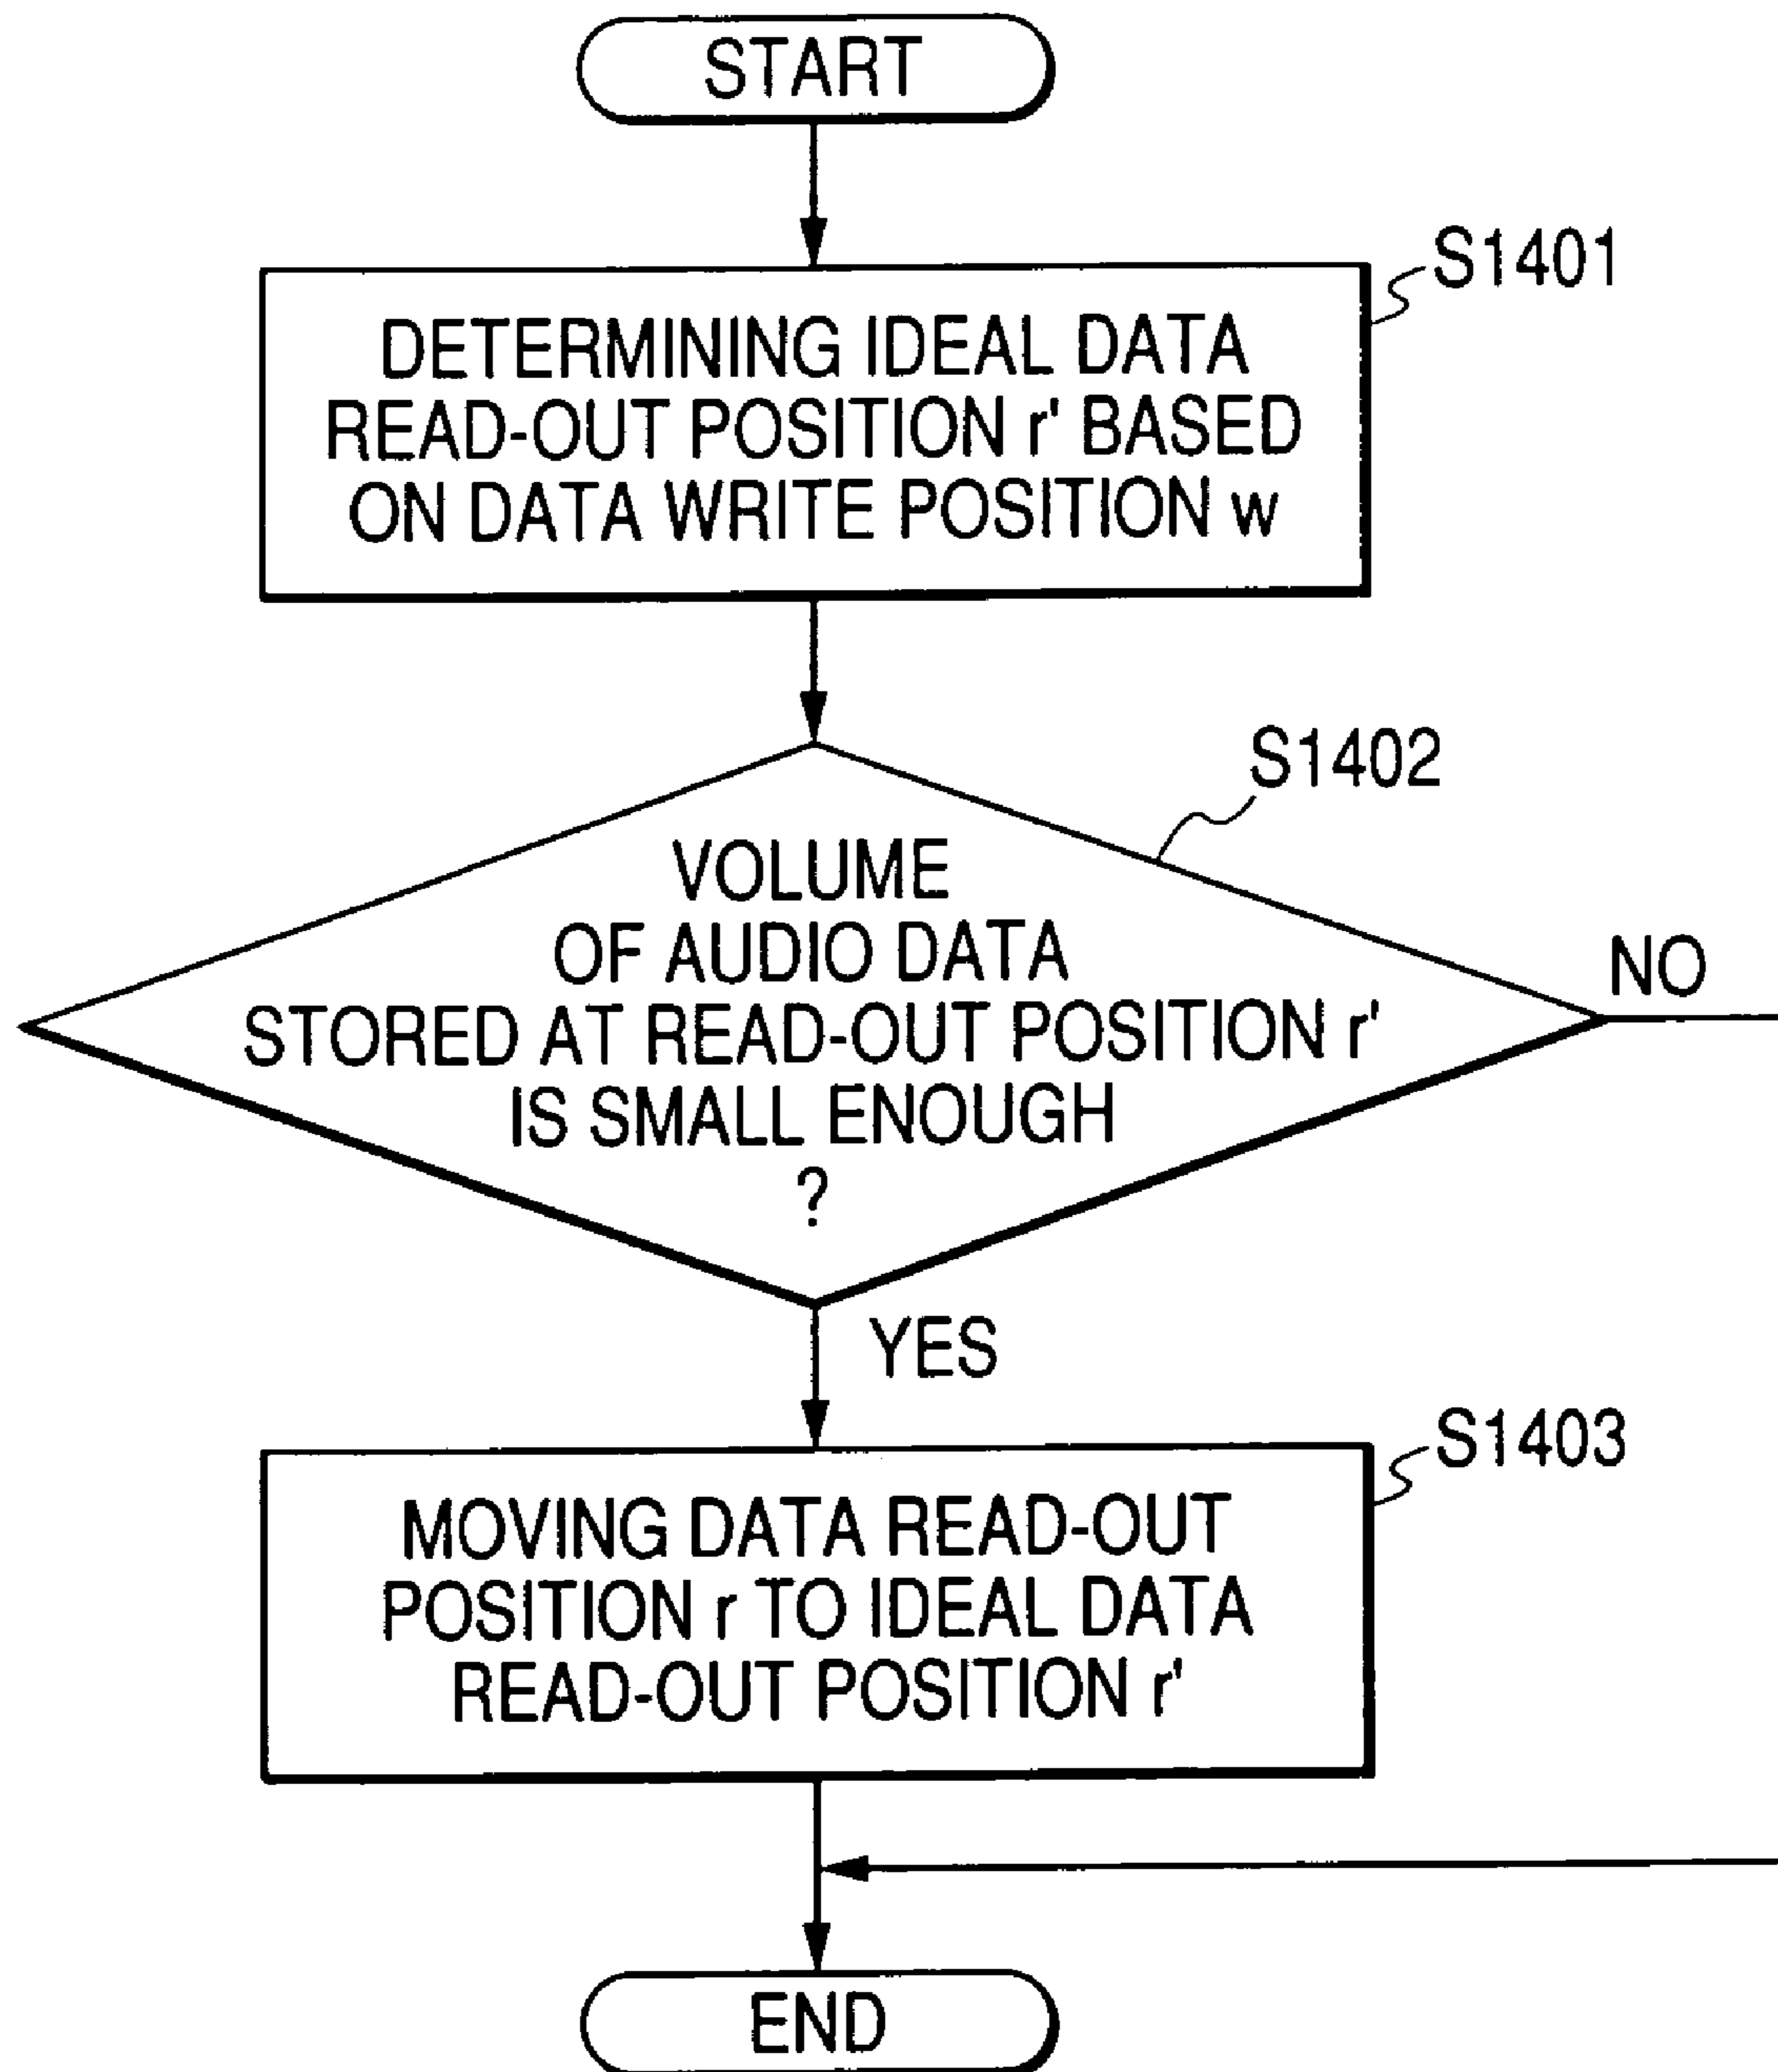 START
S1401
DETERMINING IDEAL DATA
READ-OUT POSITION r' BASED
ON DATA WRITE POSITION w
S1402
VOLUME
OF AUDIO DATA
STORED AT READ-OUT POSITION r'
IS SMALL ENOUGH
?
NO
YES
S1403
MOVING DATA READ-OUT
POSITION r TO IDEAL DATA
READ-OUT POSITION r'
END